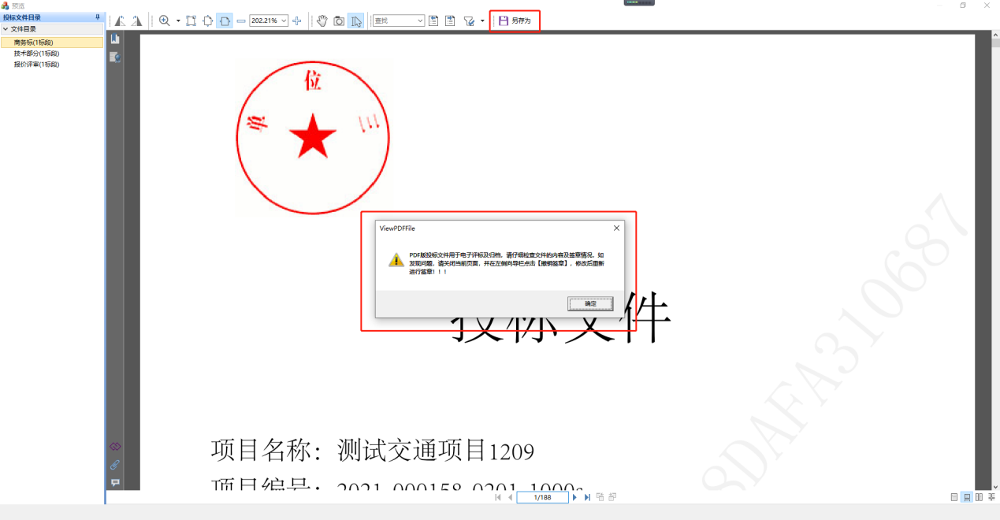 预览
投标文件目录
文件目录
商务标(1标段)
技术部分(1标段)
报价评审(1标段)
202.21%
查找
另存为
单位
!!!
ViewPDFFile
PDF版投标文件用于电子评标及归档，请仔细检查文件的内容及签章情况，如
发现问题，请关闭当前页面，并在左侧向导栏点击【撤销签章】，修改后重新
进行签章！！！
确定
投标文件
8DAFA310687
项目名称：测试交通项目1209
项目编号：2021-000158-0201-1000s
1/188